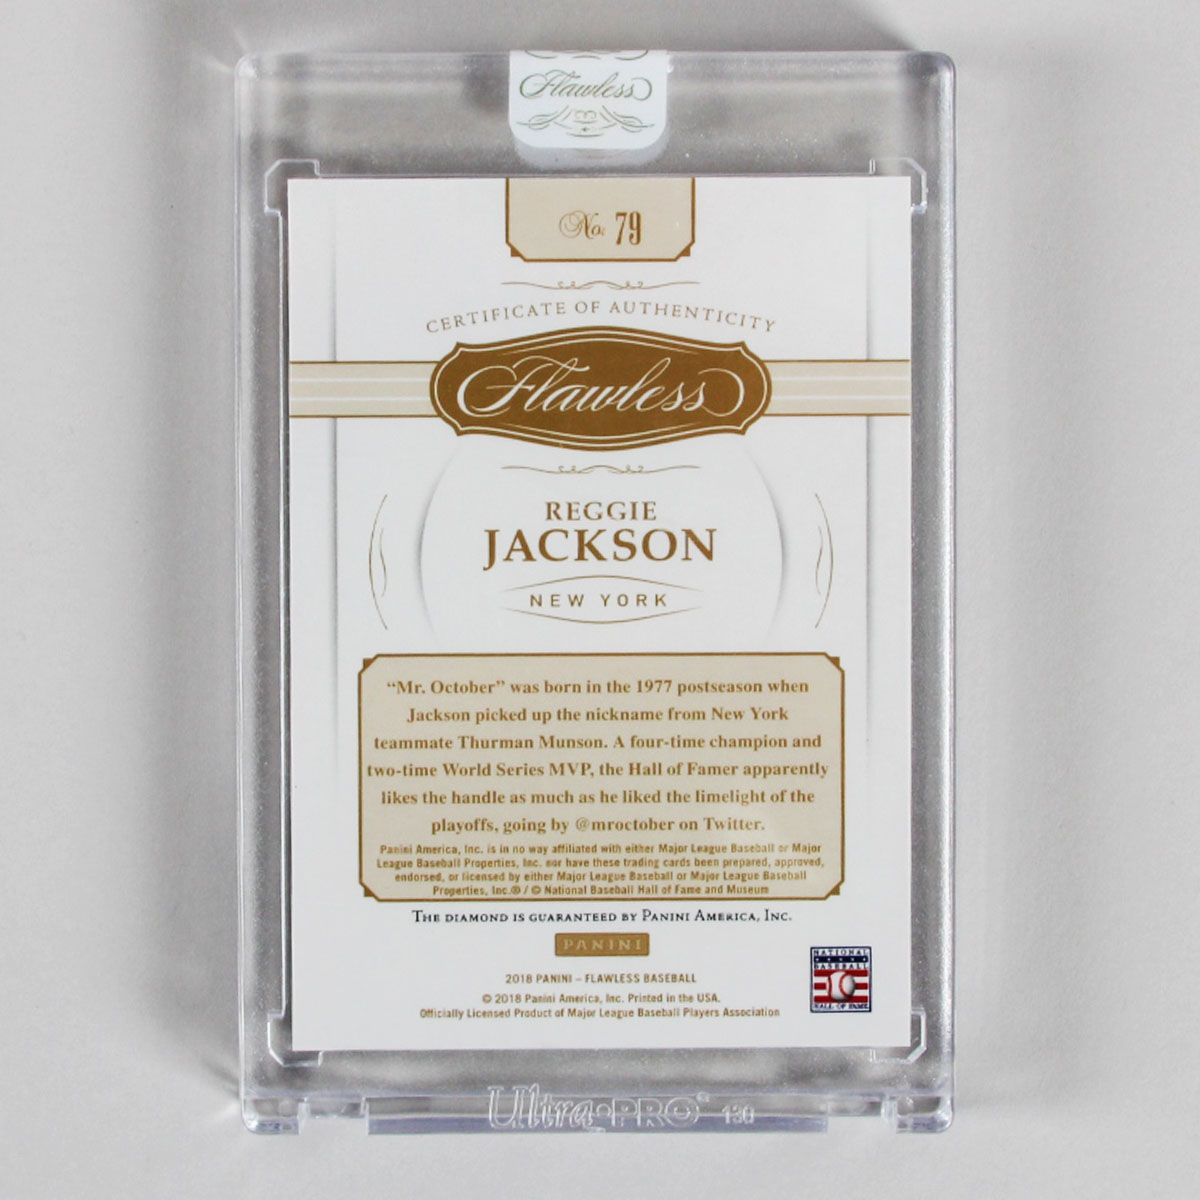 Flawless
No. 79
CERTIFICATE OF AUTHENTICITY
Flawless
REGGIE
JACKSON
NEW YORK
“Mr. October” was born in the 1977 postseason when
Jackson picked up the nickname from New York
teammate Thurman Munson. A four-time champion and
two-time World Series MVP, the Hall of Famer apparently
likes the handle as much as he liked the limelight of the
playoffs, going by @mroctober on Twitter.
Panini America, Inc. is in no way affiliated with either Major League Baseball or Major
League Baseball Properties, Inc. nor have these trading cards been prepared, approved,
endorsed, or licensed by either Major League Baseball or Major League Baseball
Properties, Inc.® / © National Baseball Hall of Fame and Museum
THE DIAMOND IS GUARANTEED BY PANINI AMERICA, INC.
PANINI
NATIONAL
BASEBALL
HALL OF FAME
2018 PANINI – FLAWLESS BASEBALL
© 2018 Panini America, Inc. Printed in the USA.
Officially Licensed Product of Major League Baseball Players Association
Ultra·PRO® 130